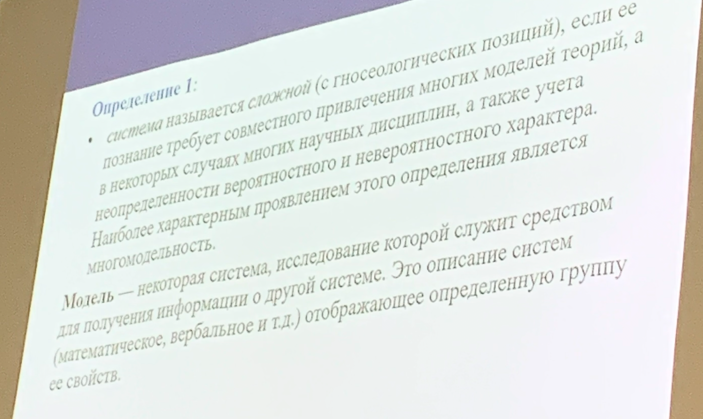 Определение 1:
• система называется сложной (с гносеологических позиций), если ее
познание требует совместного привлечения многих моделей теорий, а
в некоторых случаях многих научных дисциплин, а также учета
неопределенности вероятностного и невероятностного характера.
Наиболее характерным проявлением этого определения является
многомодельность.
Модель — некоторая система, исследование которой служит средством
для получения информации о другой системе. Это описание систем
(математическое, вербальное и т.д.) отображающее определенную группу
ее свойств.